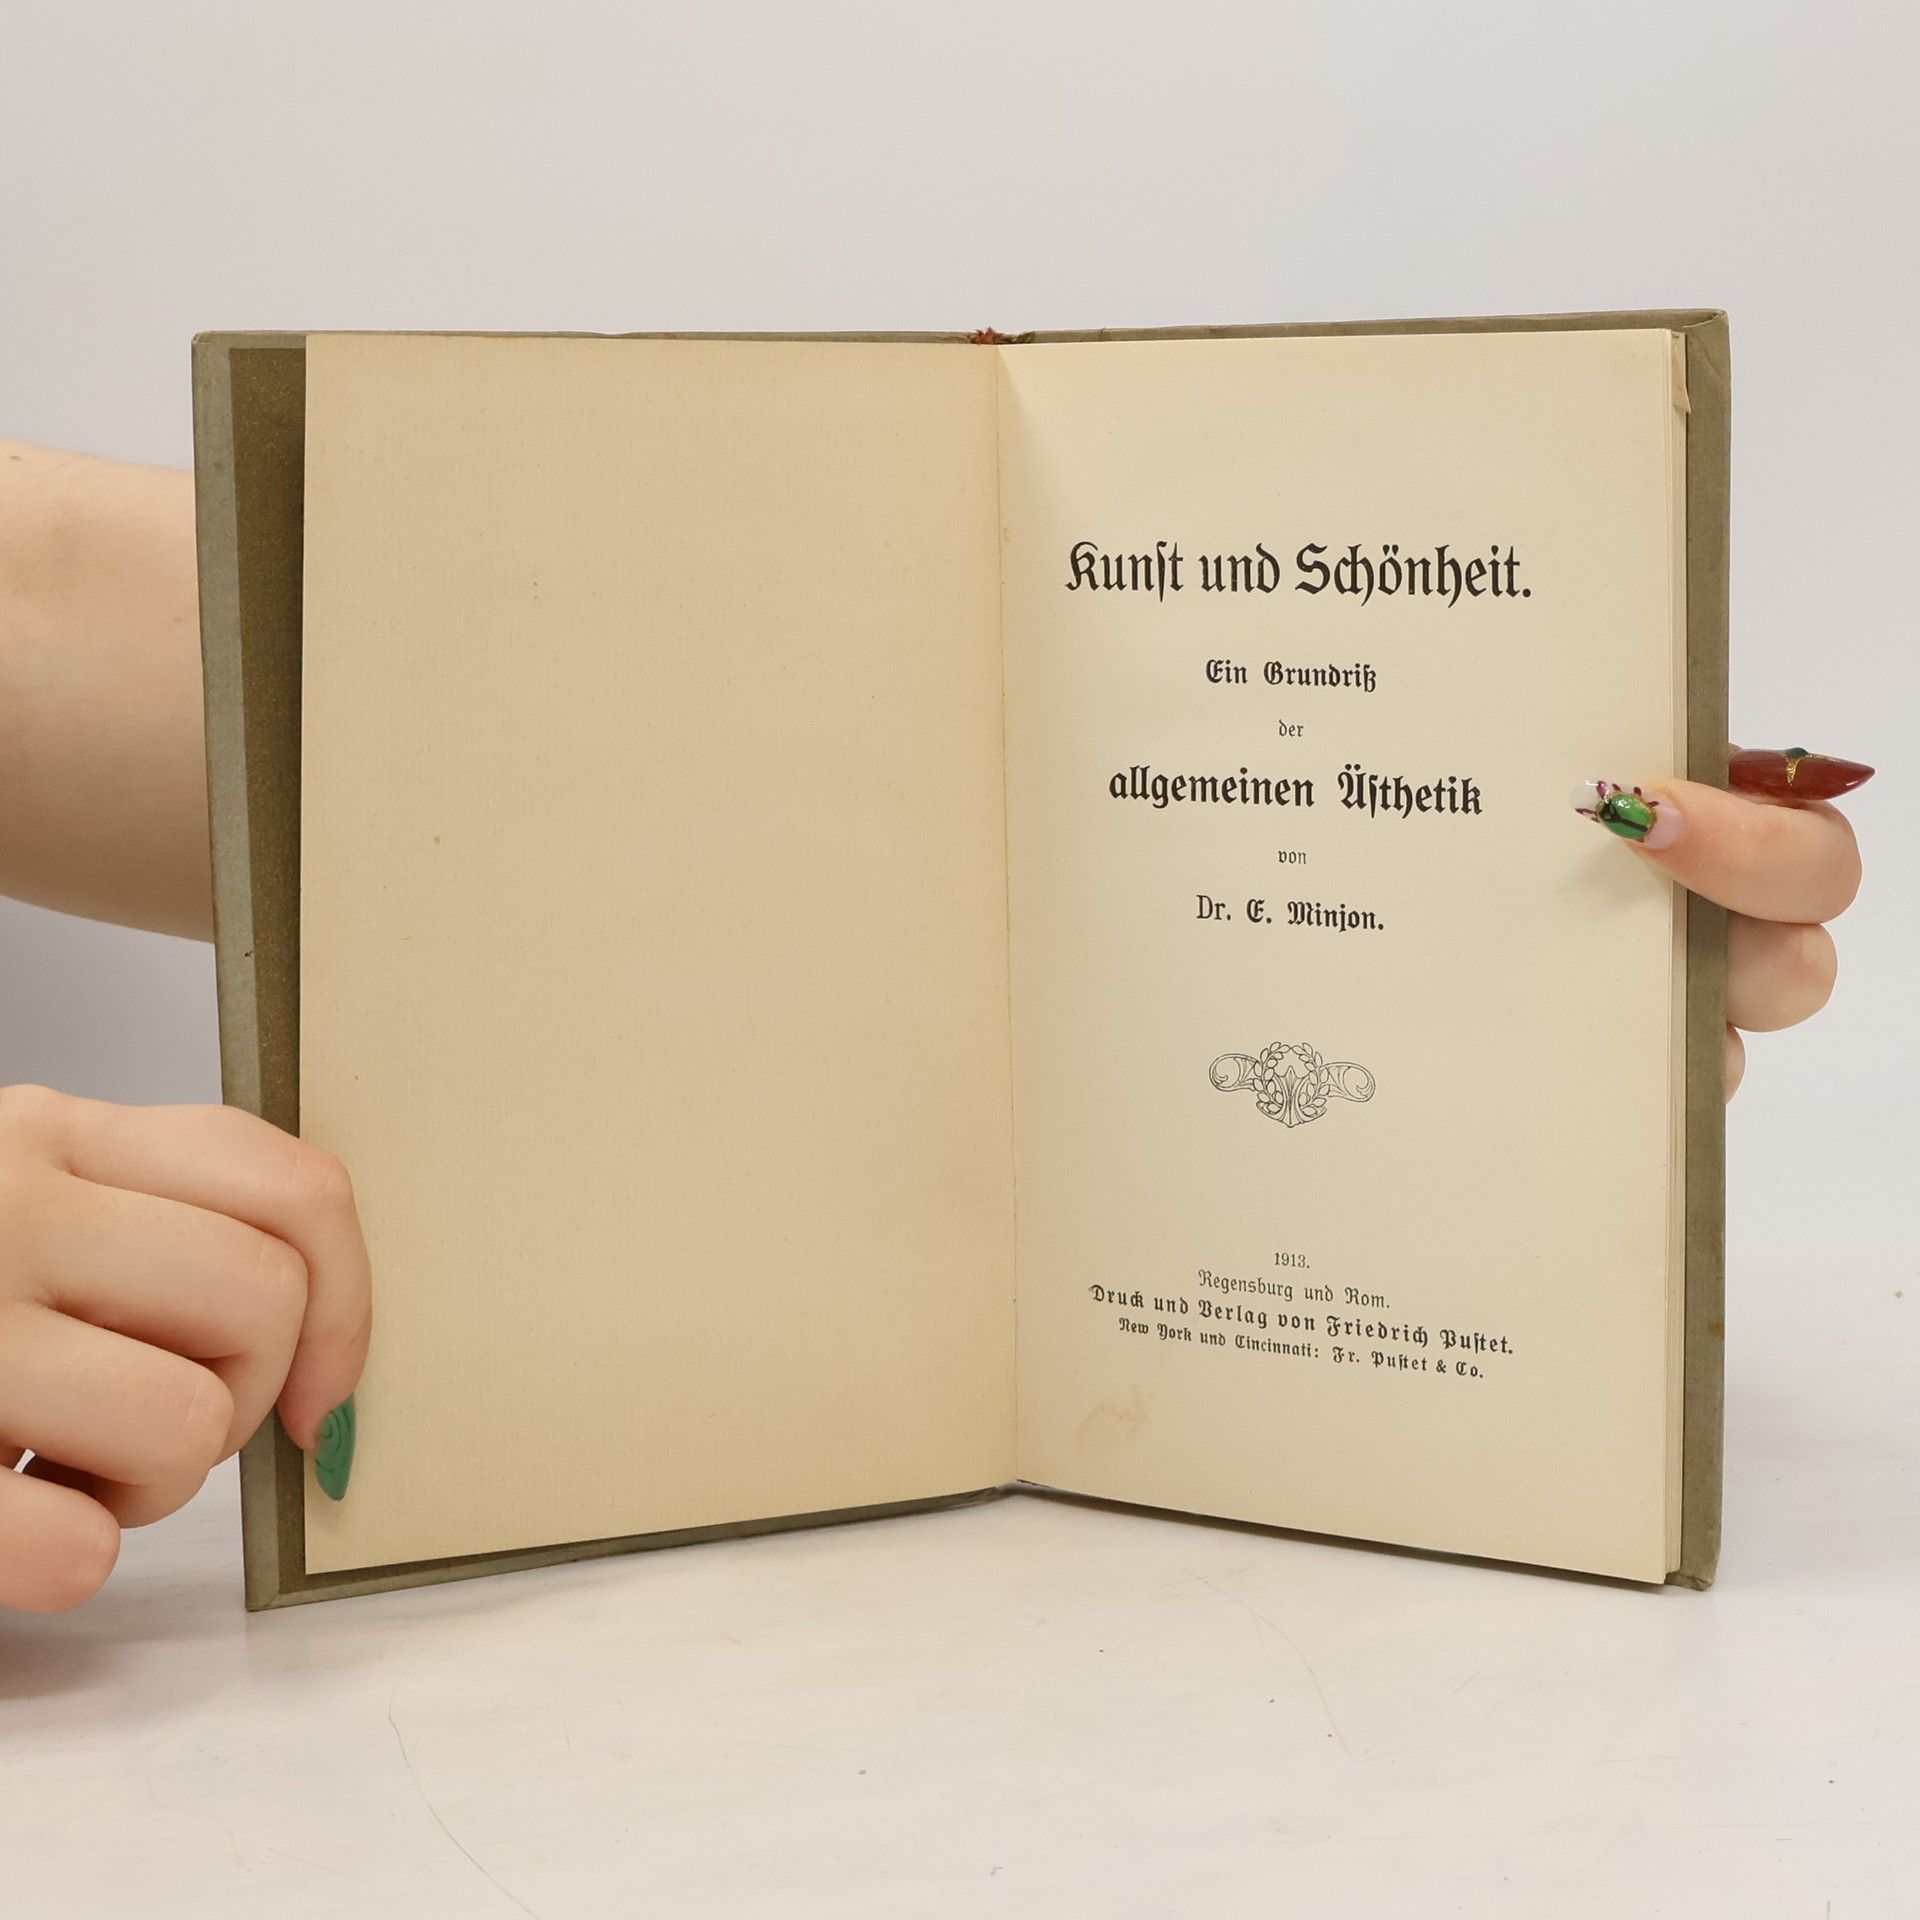 Kunſt und Schönheit.
Ein Grundriß
der
allgemeinen Äſthetik
von
Dr. E. Minjon.
1913.
Regensburg und Rom.
Druck und Verlag von Friedrich Puſtet.
New York und Cincinnati: Fr. Puſtet & Co.